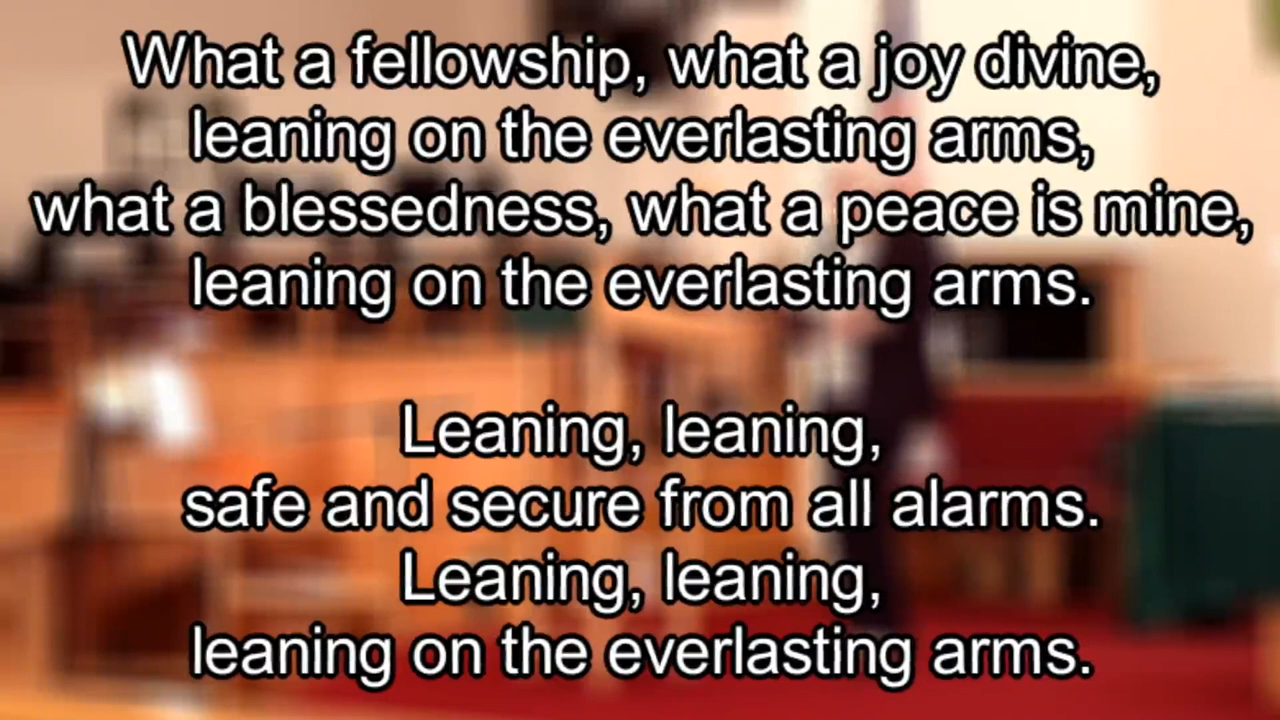 What a fellowship, what a joy divine,
leaning on the everlasting arms,
what a blessedness, what a peace is mine,
leaning on the everlasting arms.
Leaning, leaning,
safe and secure from all alarms.
Leaning, leaning,
leaning on the everlasting arms.